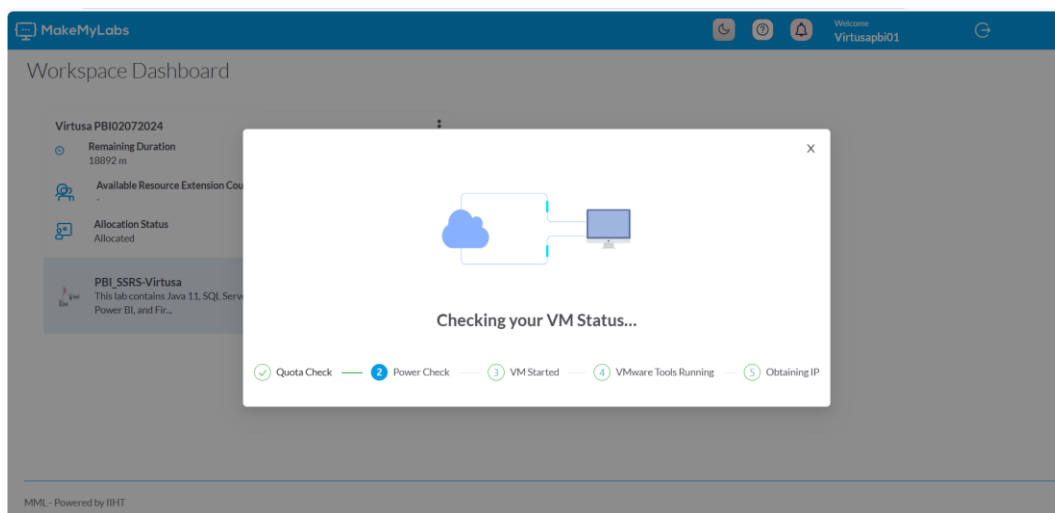 MakeMyLabs
Welcome
Virtusapbi01
Workspace Dashboard
Virtusa PBI02072024
Remaining Duration
18892 m
Available Resource Extension Cou
-
Allocation Status
Allocated
PBI_SSRS-Virtusa
This lab contains Java 11, SQL Serv
Power BI, and Fir...
X
Checking your VM Status...
Quota Check
2 Power Check
3 VM Started
4 VMware Tools Running
5 Obtaining IP
MML - Powered by IIHT